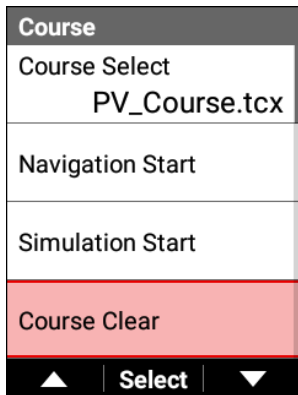 Course
Course Select
PV_Course.tcx
Navigation Start
Simulation Start
Course Clear
Select